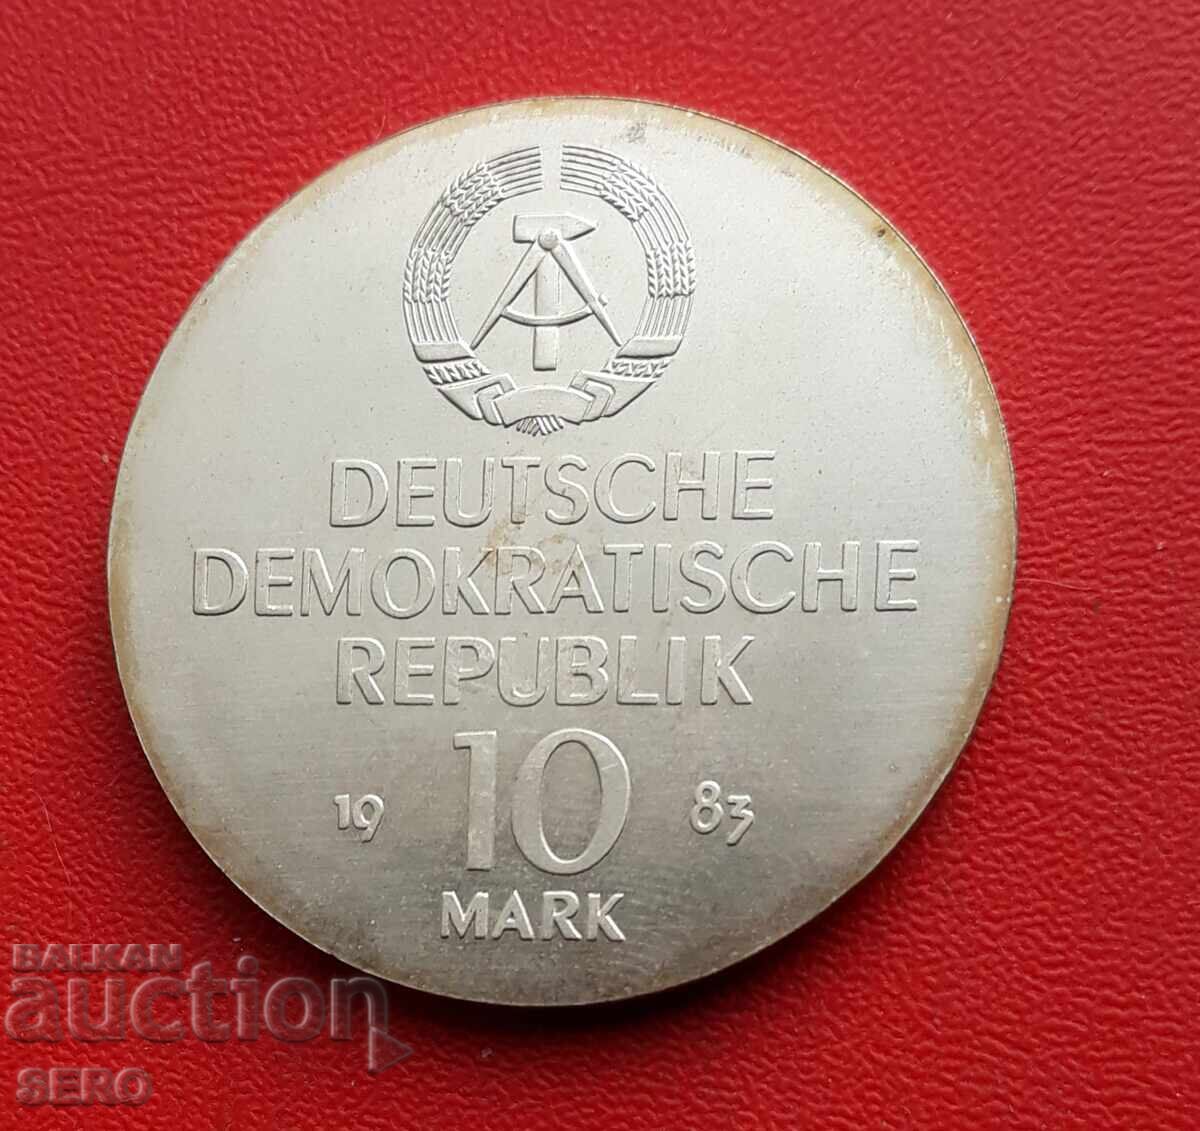 DEUTSCHE
DEMOKRATISCHE
REPUBLIK
19 10 83
MARK
BALKAN
auction
SERO